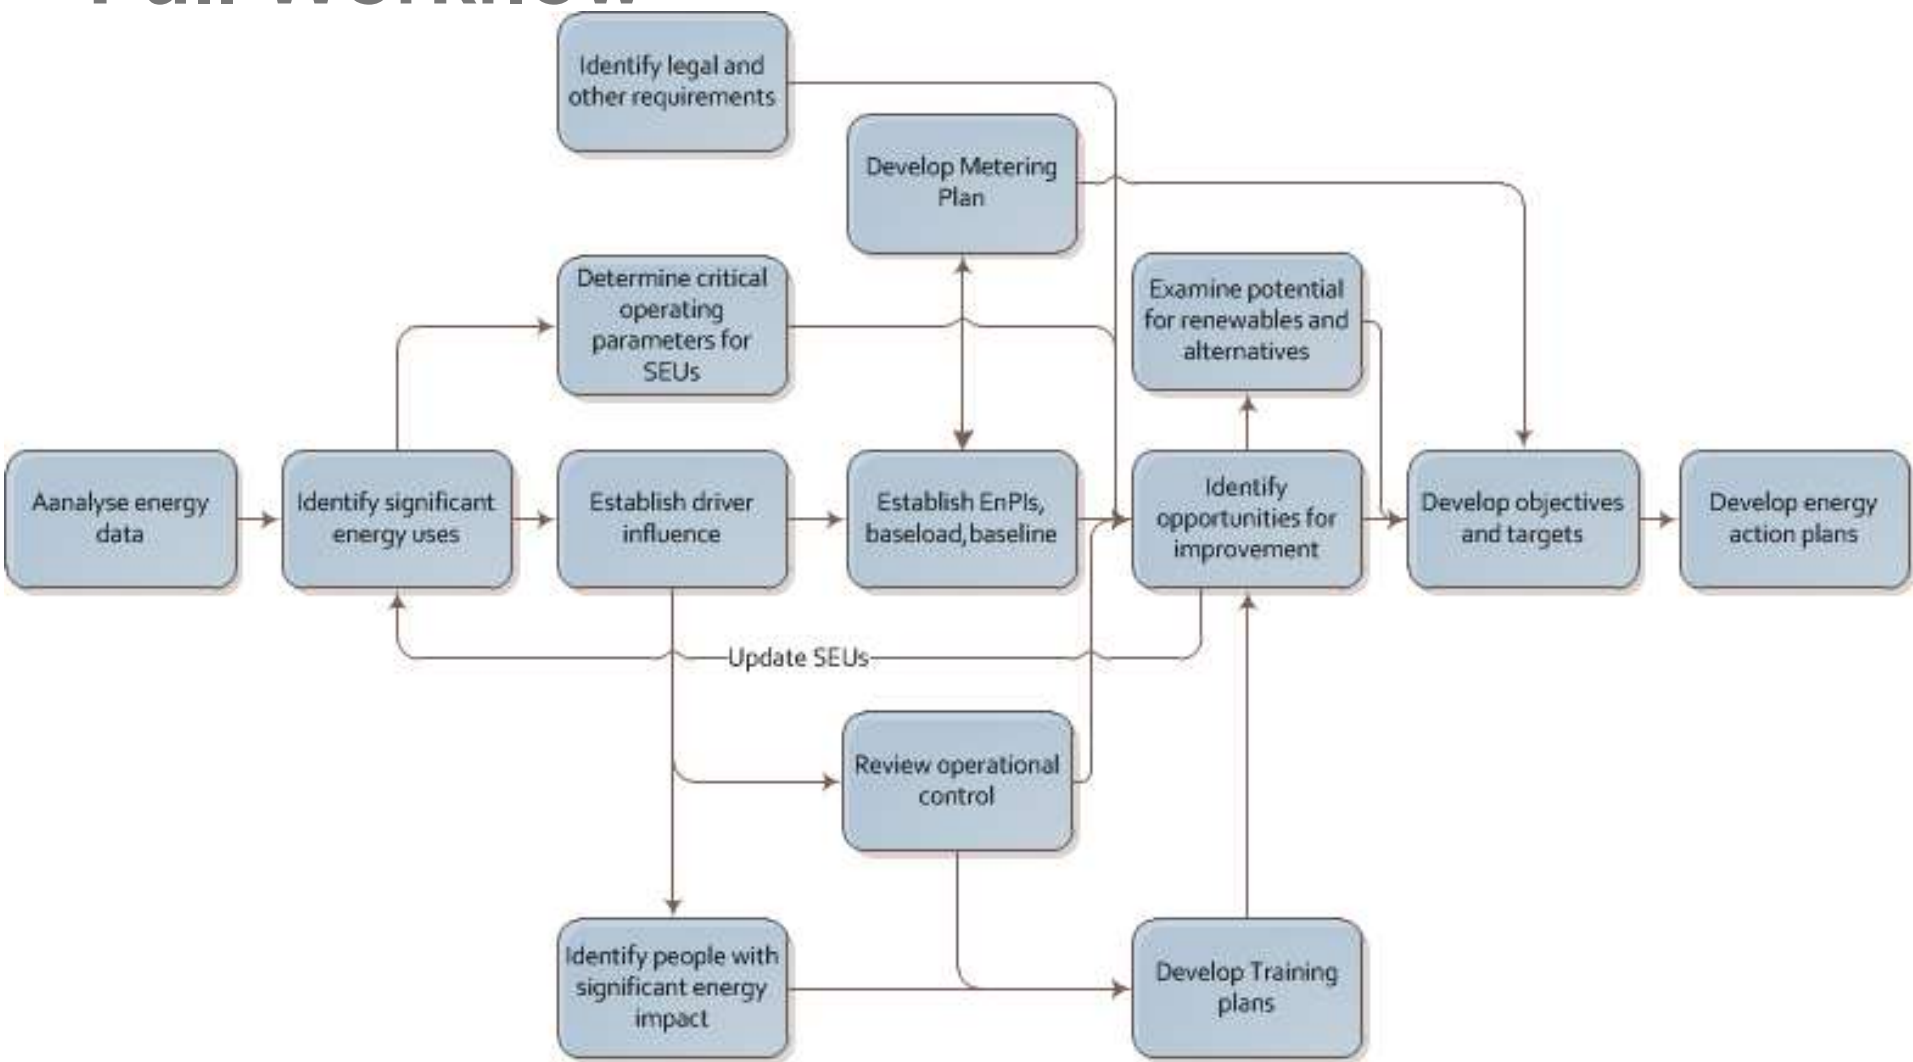 Full Workflow
Identify legal and
other requirements
Develop Metering
Plan
Determine critical
operating
parameters for
SEUs
Examine potential
for renewables and
alternatives
Aanalyse energy
data
Identify significant
energy uses
Establish driver
influence
Establish EnPIs,
baseload, baseline
Identify
opportunities for
improvement
Develop objectives
and targets
Develop energy
action plans
Update SEUs
Review operational
control
Identify people with
significant energy
impact
Develop Training
plans